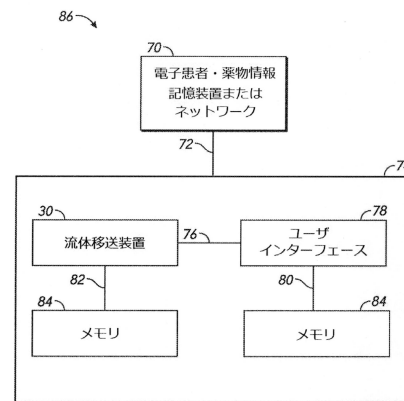 86
70
電子患者・薬物情報
記憶装置または
ネットワーク
72
30
78
流体移送装置
76
ユーザ
インターフェース
82
80
84
84
メモリ
メモリ